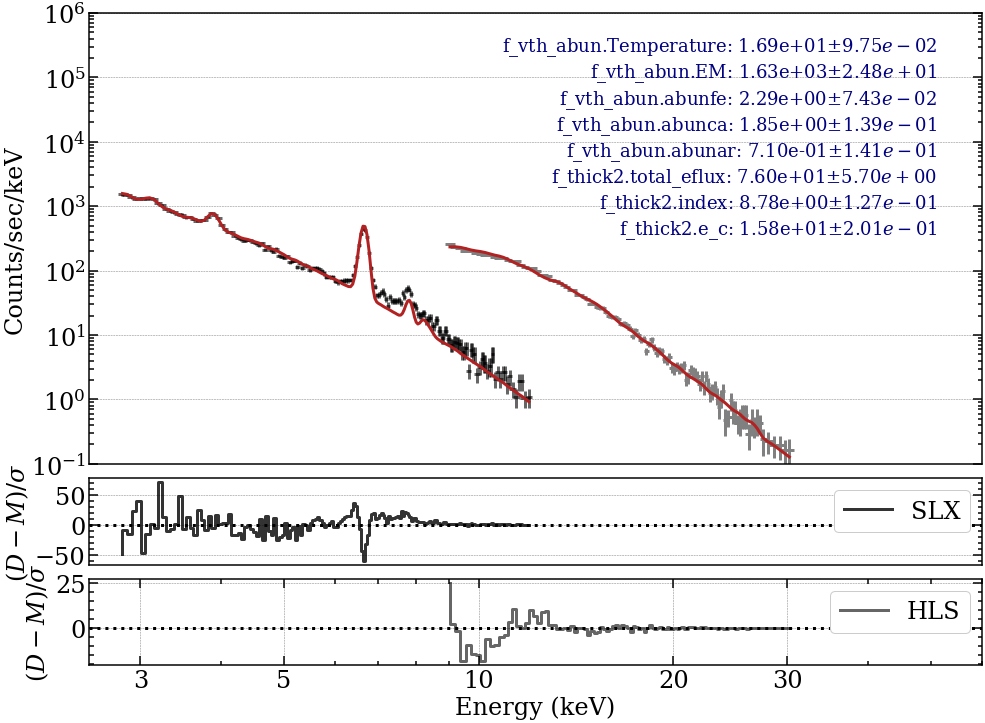 10^6
f_vth_abun.Temperature: 1.69e+01±9.75e − 02
10^5
f_vth_abun.EM: 1.63e+03±2.48e + 01
f_vth_abun.abunfe: 2.29e+00±7.43e − 02
f_vth_abun.abunca: 1.85e+00±1.39e − 01
10^4
f_vth_abun.abunar: 7.10e-01±1.41e − 01
f_thick2.total_eflux: 7.60e+01±5.70e + 00
10^3
f_thick2.index: 8.78e+00±1.27e − 01
f_thick2.e_c: 1.58e+01±2.01e − 01
10^2
10^1
10^0
10^−1
Counts/sec/keV
50
0
−50
(D − M)/σ
SLX
25
0
(D − M)/σ
HLS
3 5 10 20 30
Energy (keV)